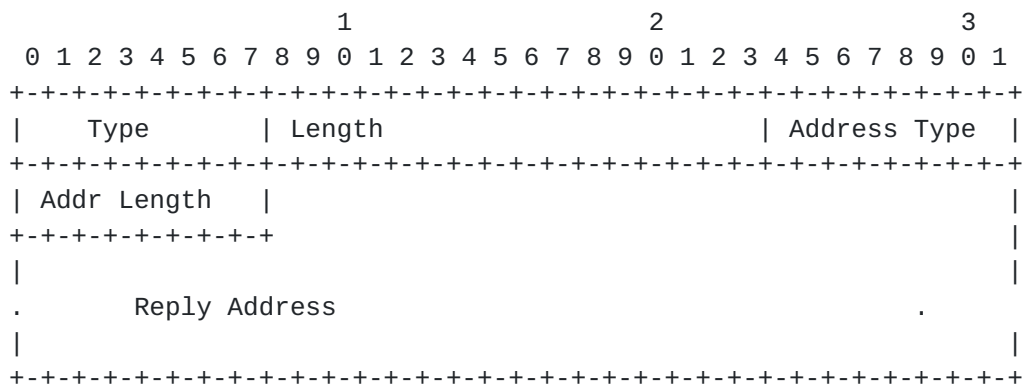 1                   2                   3
 0 1 2 3 4 5 6 7 8 9 0 1 2 3 4 5 6 7 8 9 0 1 2 3 4 5 6 7 8 9 0 1
+-+-+-+-+-+-+-+-+-+-+-+-+-+-+-+-+-+-+-+-+-+-+-+-+-+-+-+-+-+-+-+-+
|    Type       | Length                        | Address Type  |
+-+-+-+-+-+-+-+-+-+-+-+-+-+-+-+-+-+-+-+-+-+-+-+-+-+-+-+-+-+-+-+-+
| Addr Length   |                                               |
+-+-+-+-+-+-+-+-+                                               |
|                                                               |
.       Reply Address                                     .
|                                                               |
+-+-+-+-+-+-+-+-+-+-+-+-+-+-+-+-+-+-+-+-+-+-+-+-+-+-+-+-+-+-+-+-+